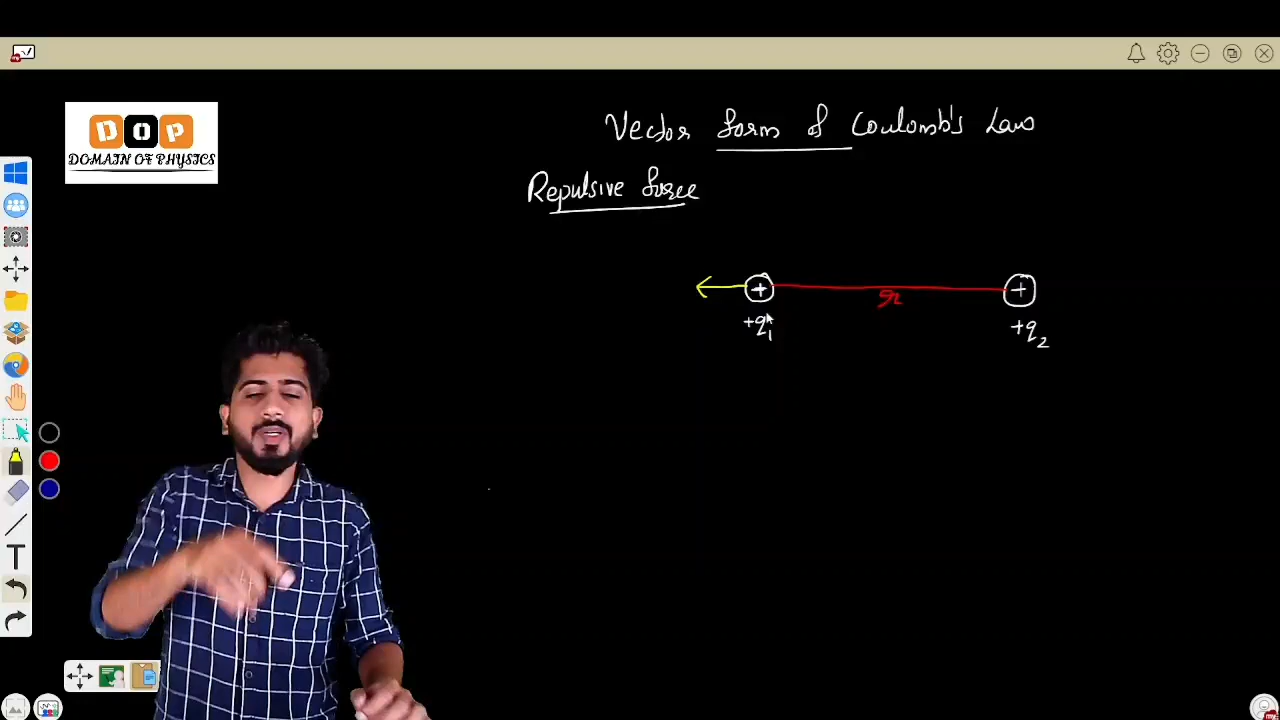 Vector form of Coulomb's Law
DOP
DOMAIN OF PHYSICS
Repulsive force
+ r +
+q1 +q2
T